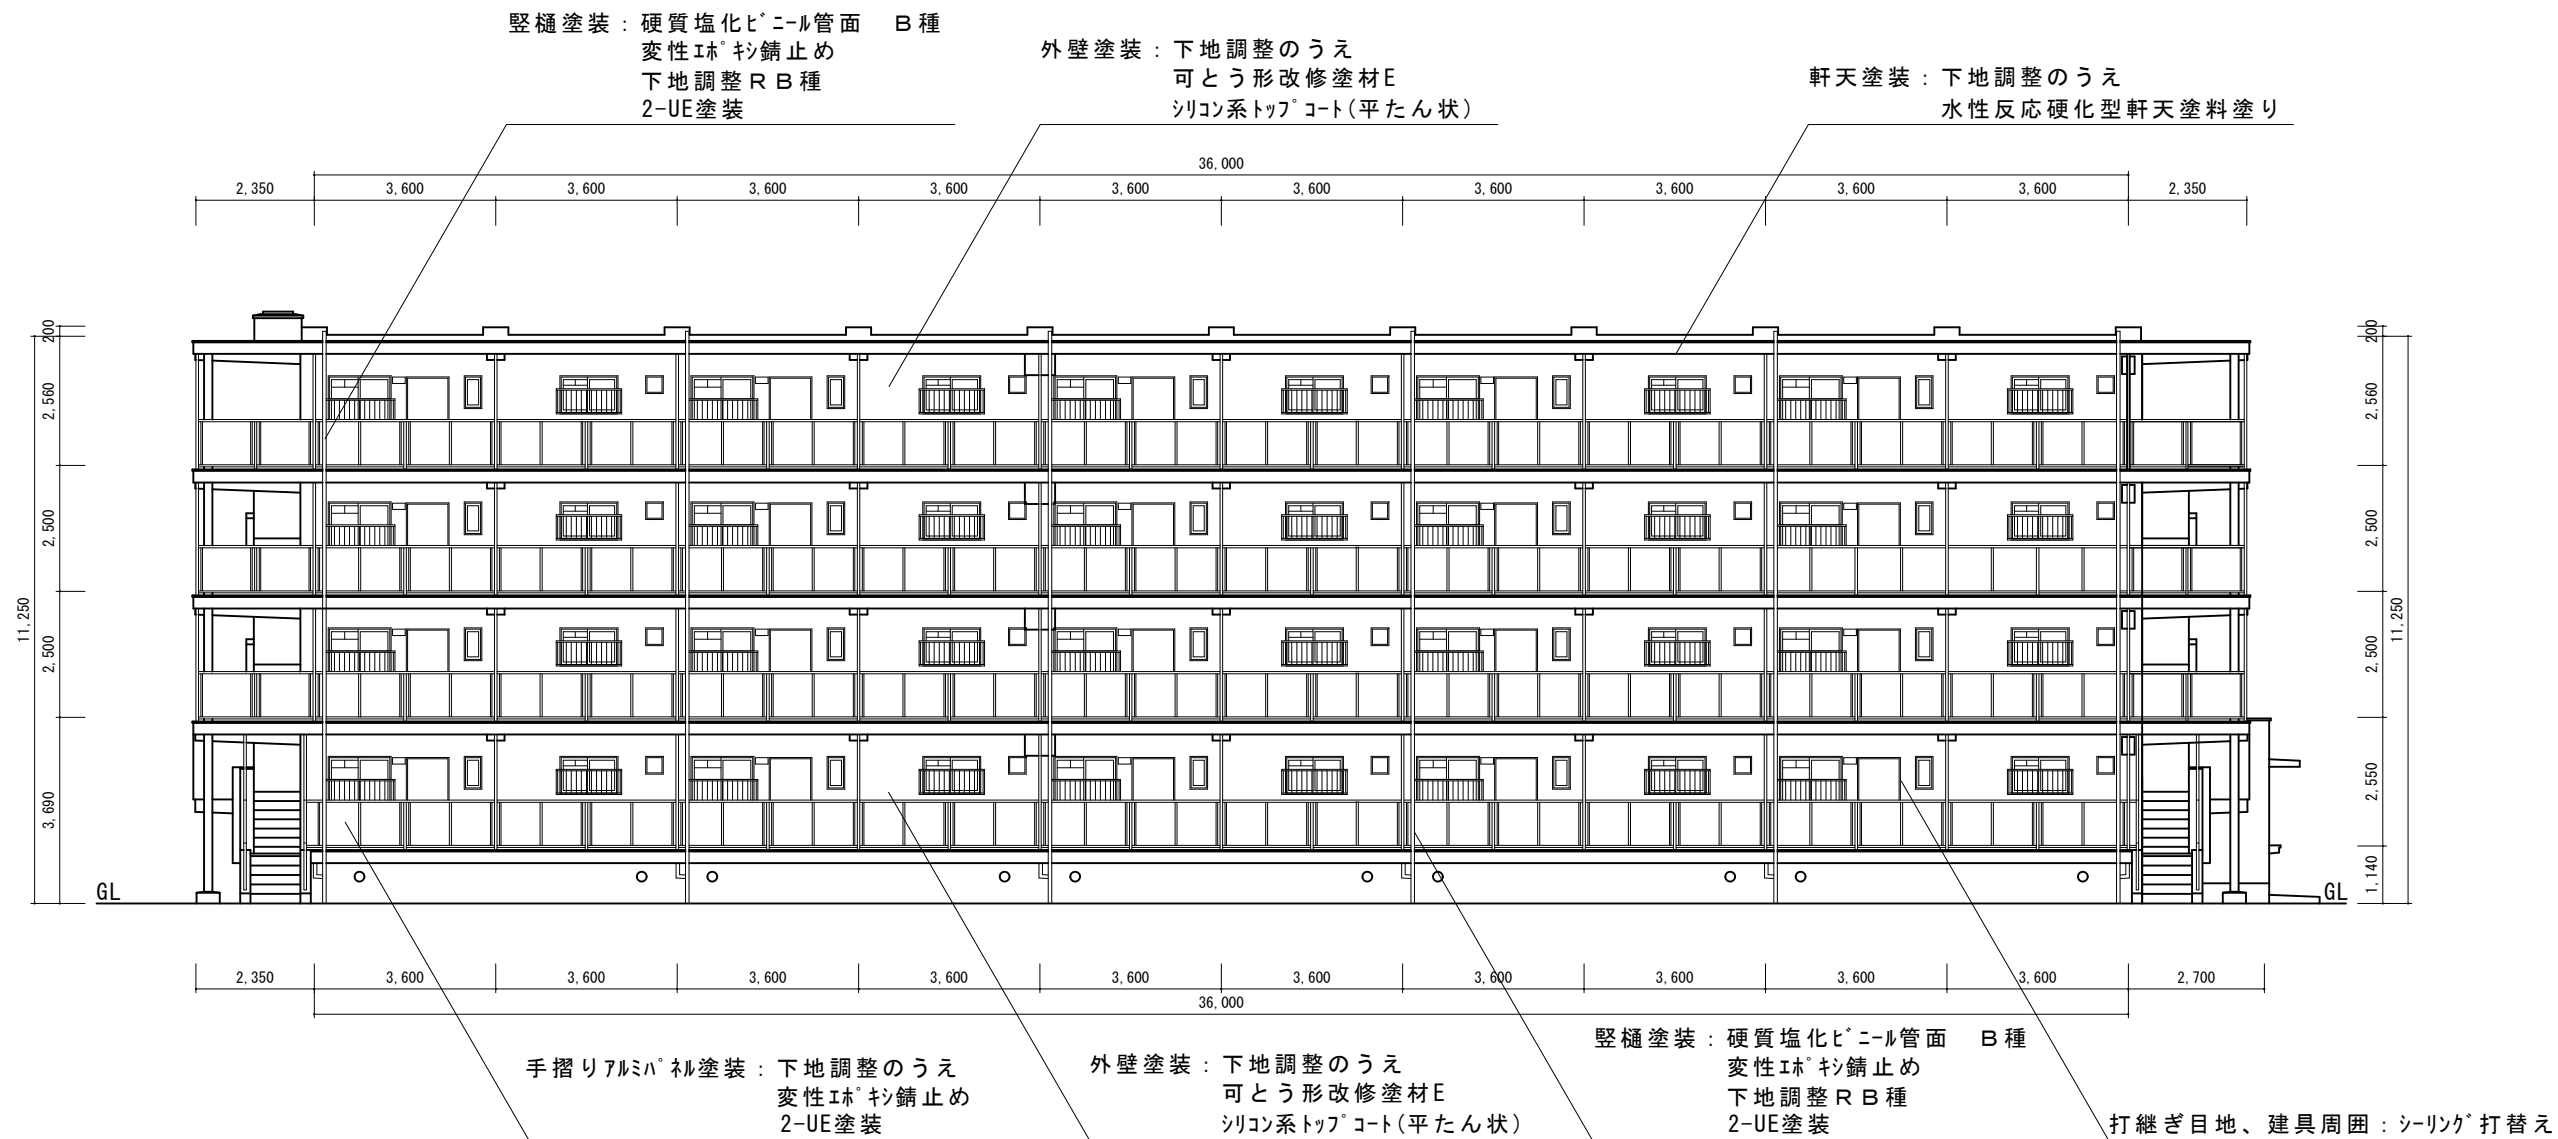 竪樋塗装：硬質塩化ﾋﾞﾆｰﾙ管面　Ｂ種
変性ｴﾎﾟｷｼ錆止め
下地調整ＲＢ種
2-UE塗装
外壁塗装：下地調整のうえ
可とう形改修塗材E
ｼﾘｺﾝ系ﾄｯﾌﾟｺｰﾄ(平たん状)
軒天塗装：下地調整のうえ
水性反応硬化型軒天塗料塗り
36,000
2,350 3,600 3,600 3,600 3,600 3,600 3,600 3,600 3,600 3,600 3,600 2,350
200
2,560
2,500
2,500
3,690
11,250
200
2,560
2,500
2,500
2,550
1,140
11,250
GL
GL
2,350 3,600 3,600 3,600 3,600 3,600 3,600 3,600 3,600 3,600 3,600 2,700
36,000
手摺りｱﾙﾐﾊﾟﾈﾙ塗装：下地調整のうえ
変性ｴﾎﾟｷｼ錆止め
2-UE塗装
外壁塗装：下地調整のうえ
可とう形改修塗材E
ｼﾘｺﾝ系ﾄｯﾌﾟｺｰﾄ(平たん状)
竪樋塗装：硬質塩化ﾋﾞﾆｰﾙ管面　Ｂ種
変性ｴﾎﾟｷｼ錆止め
下地調整ＲＢ種
2-UE塗装
打継ぎ目地、建具周囲：ｼｰﾘﾝｸﾞ打替え